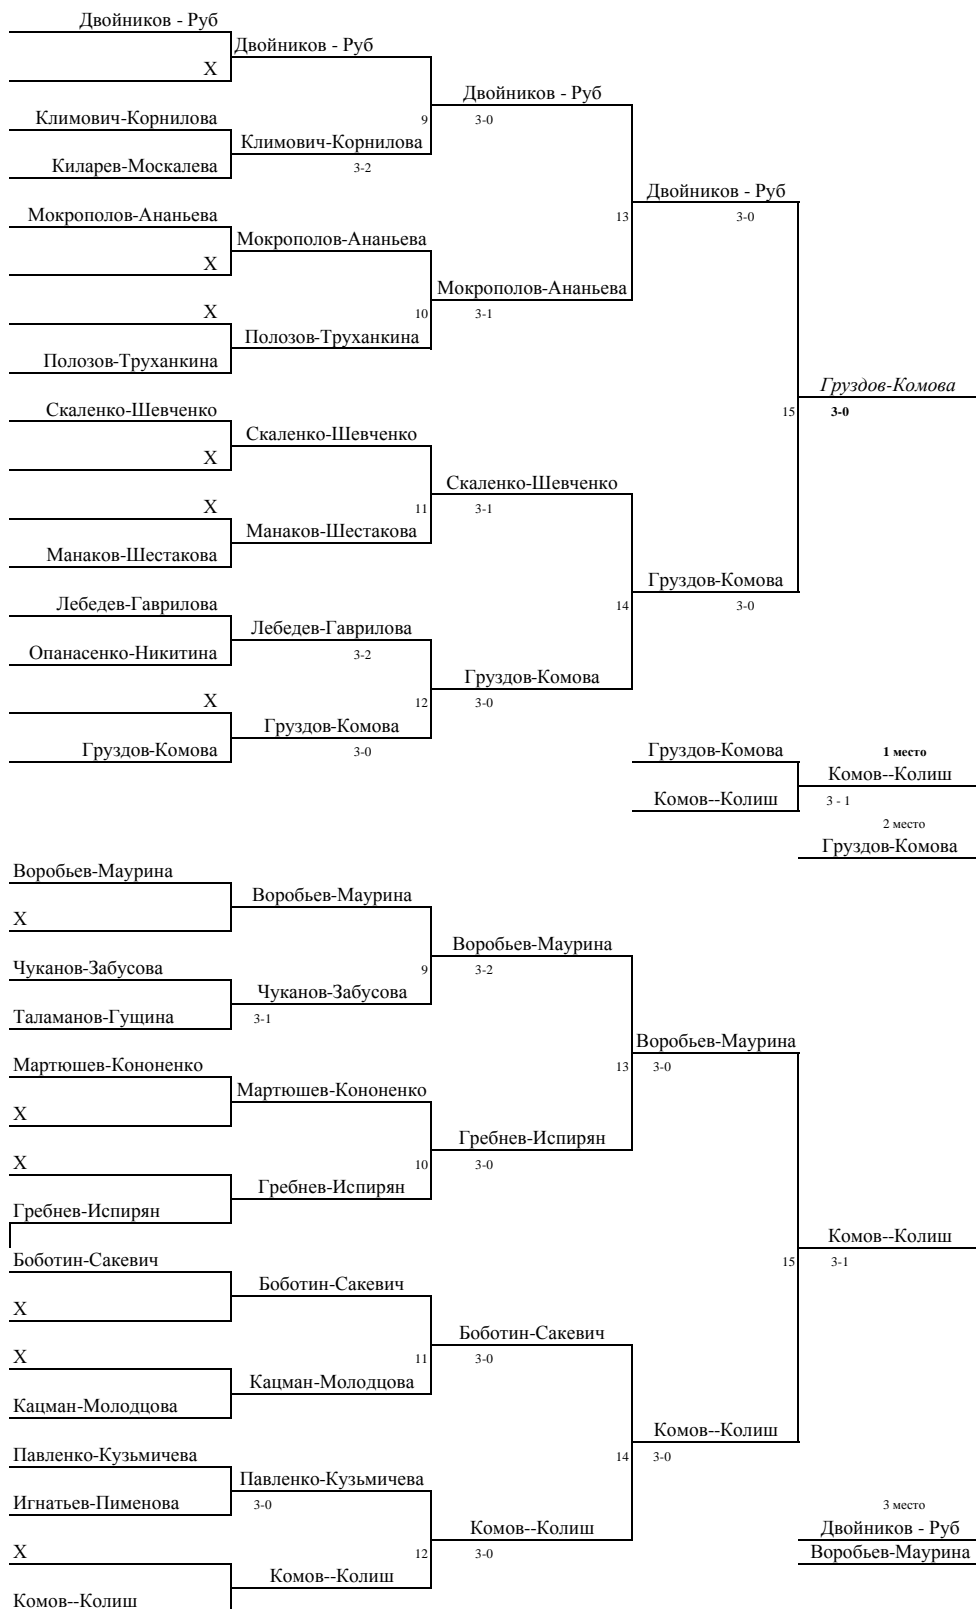 Двойников - Руб
Двойников - Руб
X
Двойников - Руб
Климович-Корнилова
9
3-0
Климович-Корнилова
Киларев-Москалева
3-2
Двойников - Руб
Мокрополов-Ананьева
13
3-0
Мокрополов-Ананьева
X
Мокрополов-Ананьева
X
10
3-1
Полозов-Труханкина
Полозов-Труханкина
Груздов-Комова
Скаленко-Шевченко
15
3-0
Скаленко-Шевченко
X
Скаленко-Шевченко
X
11
3-1
Манаков-Шестакова
Манаков-Шестакова
Груздов-Комова
Лебедев-Гаврилова
14
3-0
Лебедев-Гаврилова
Опанасенко-Никитина
3-2
Груздов-Комова
X
12
3-0
Груздов-Комова
Груздов-Комова
3-0
Груздов-Комова
1 место
Комов--Колиш
Комов--Колиш
3 - 1
2 место
Груздов-Комова
Воробьев-Маурина
Воробьев-Маурина
X
Воробьев-Маурина
Чуканов-Забусова
9
3-2
Чуканов-Забусова
Таламанов-Гущина
3-1
Воробьев-Маурина
Мартюшев-Кононенко
13
3-0
Мартюшев-Кононенко
X
Гребнев-Испирян
X
10
3-0
Гребнев-Испирян
Гребнев-Испирян
Комов--Колиш
Боботин-Сакевич
15
3-1
Боботин-Сакевич
X
Боботин-Сакевич
X
11
3-0
Кацман-Молодцова
Кацман-Молодцова
Комов--Колиш
Павленко-Кузьмичева
14
3-0
Павленко-Кузьмичева
Игнатьев-Пименова
3-0
3 место
Комов--Колиш
Двойников - Руб
X
12
3-0
Воробьев-Маурина
Комов--Колиш
Комов--Колиш